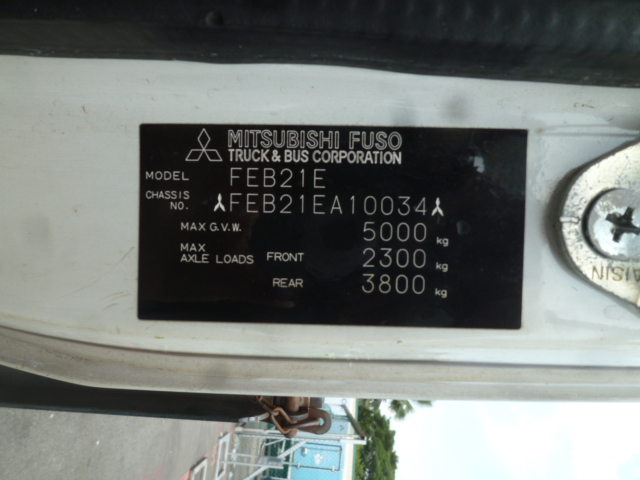 MITSUBISHI FUSO
TRUCK & BUS CORPORATION
MODEL FEB21E
CHASSIS NO. FEB21EA10034
MAX G.V.W. 5000 kg
MAX AXLE LOADS FRONT 2300 kg
REAR 3800 kg
AISIN